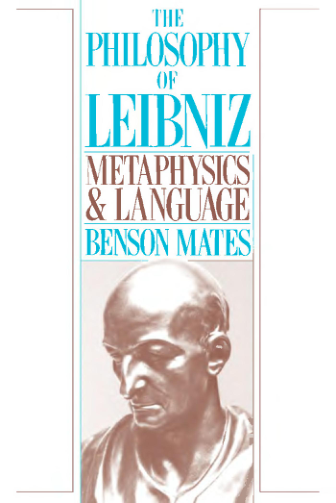 THE
PHILOSOPHY
OF
LEIBNIZ
METAPHYSICS
& LANGUAGE
BENSON MATES